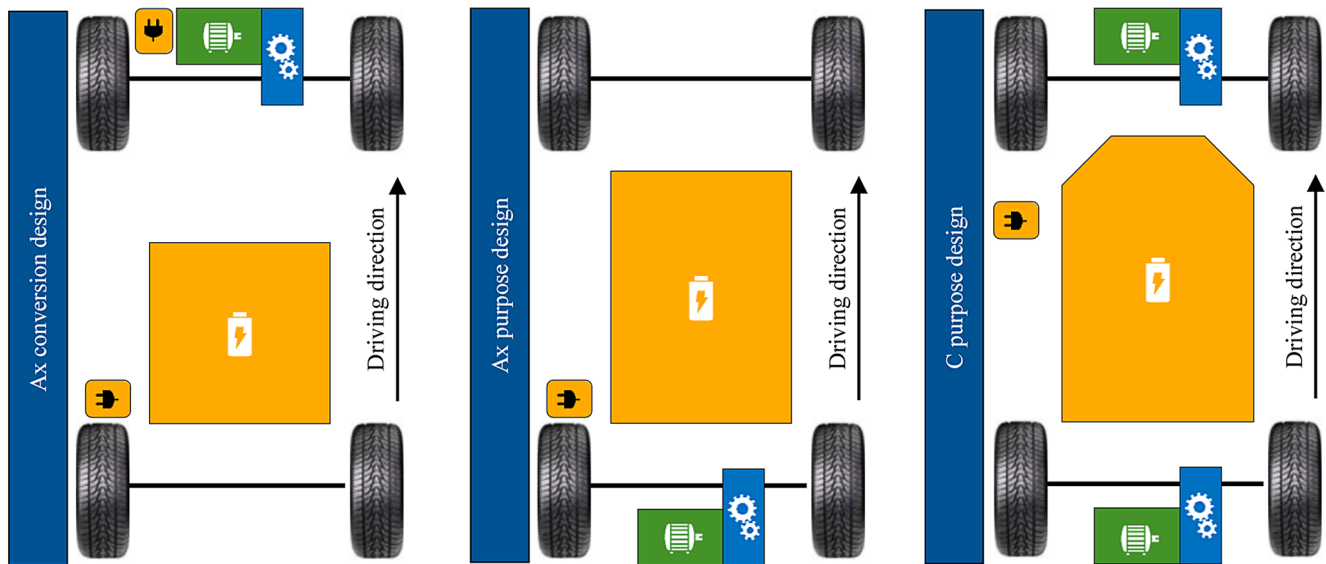 Ax conversion design
Driving direction
Ax purpose design
Driving direction
C purpose design
Driving direction